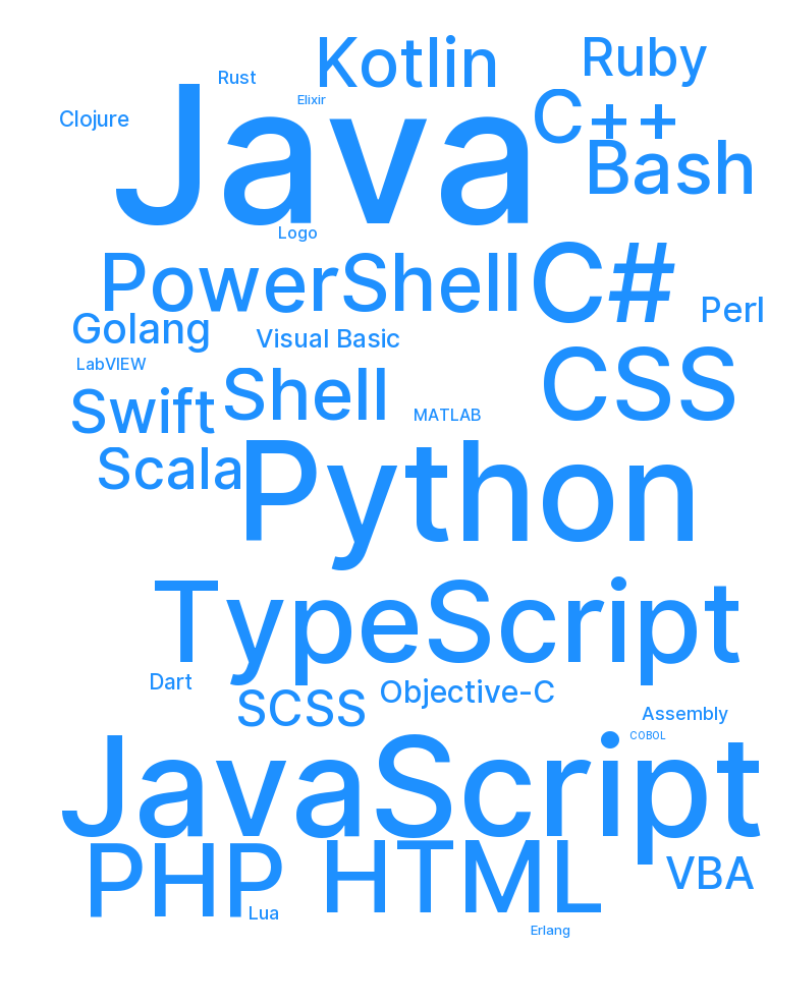 Kotlin
Ruby
Rust
Elixir
Clojure
Java
C++
Bash
Logo
PowerShell
C#
Perl
Golang
Visual Basic
LabVIEW
CSS
Swift
Shell
MATLAB
Scala
Python
TypeScript
Dart
SCSS
Objective-C
Assembly
COBOL
JavaScript
PHP
HTML
VBA
Lua
Erlang